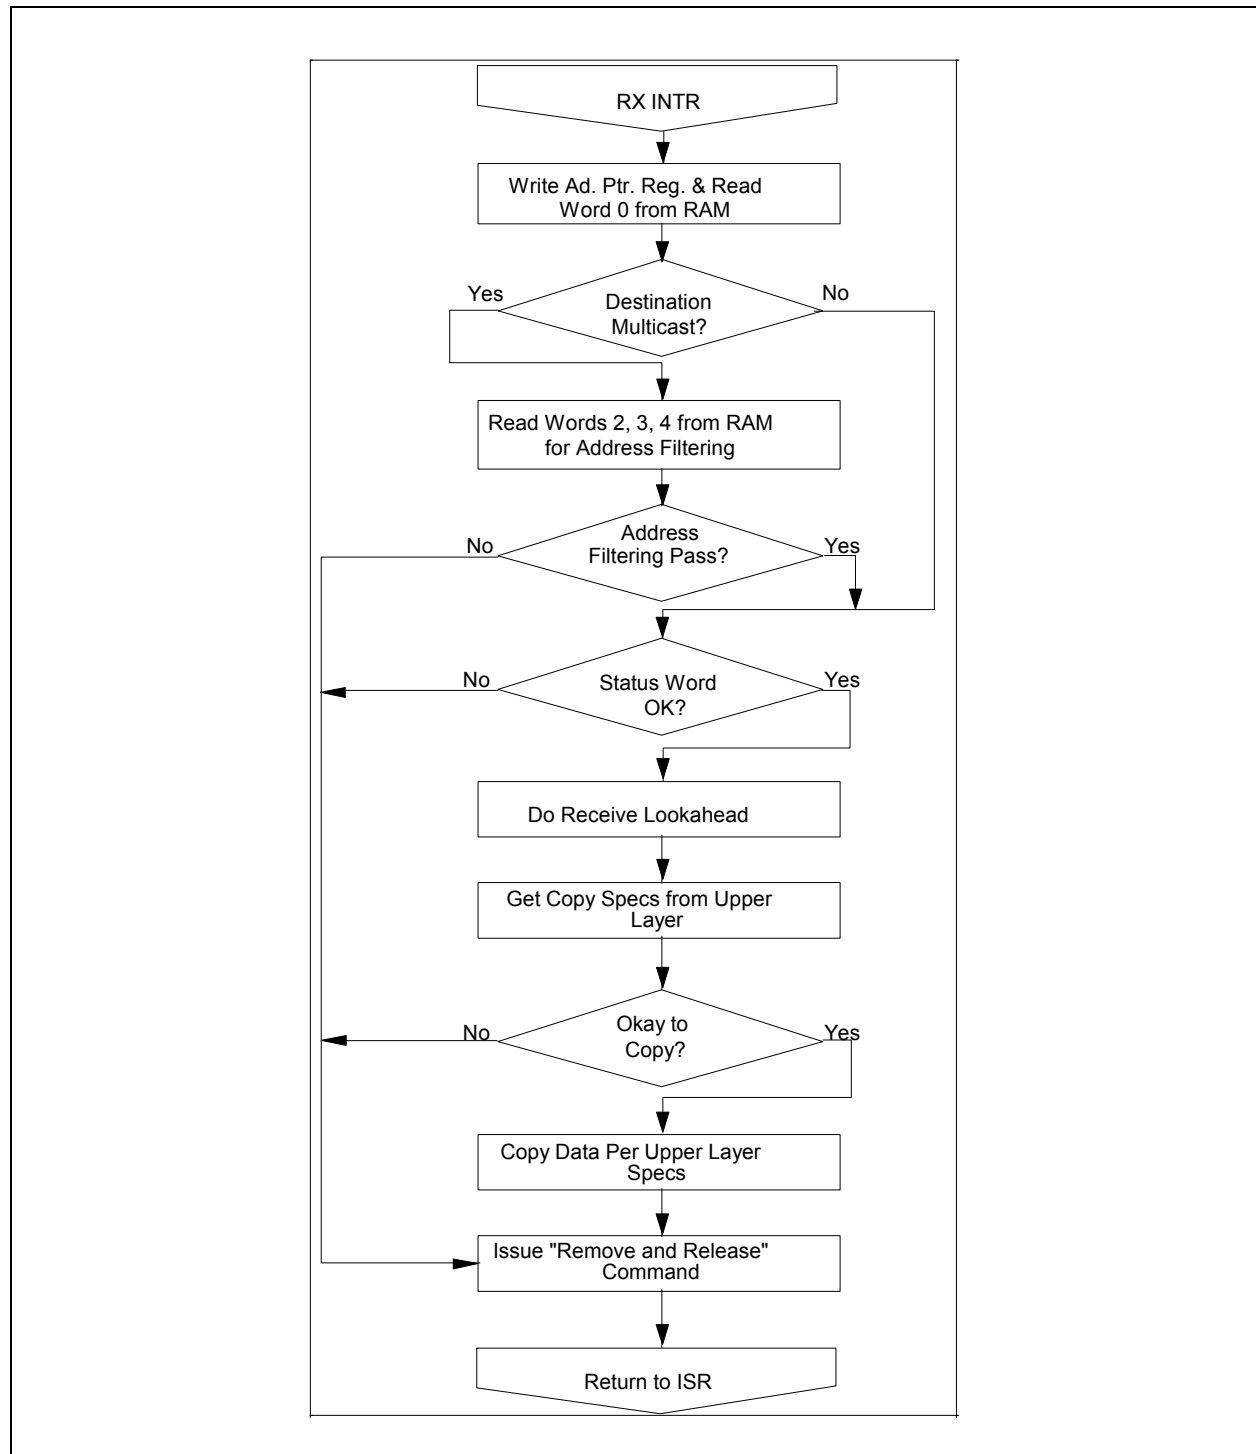 RX INTR
Write Ad. Ptr. Reg. & Read
Word 0 from RAM
Yes
No
Destination
Multicast?
Read Words 2, 3, 4 from RAM
for Address Filtering
No
Address
Filtering Pass?
Yes
No
Status Word
OK?
Yes
Do Receive Lookahead
Get Copy Specs from Upper
Layer
No
Okay to
Copy?
Yes
Copy Data Per Upper Layer
Specs
Issue "Remove and Release"
Command
Return to ISR